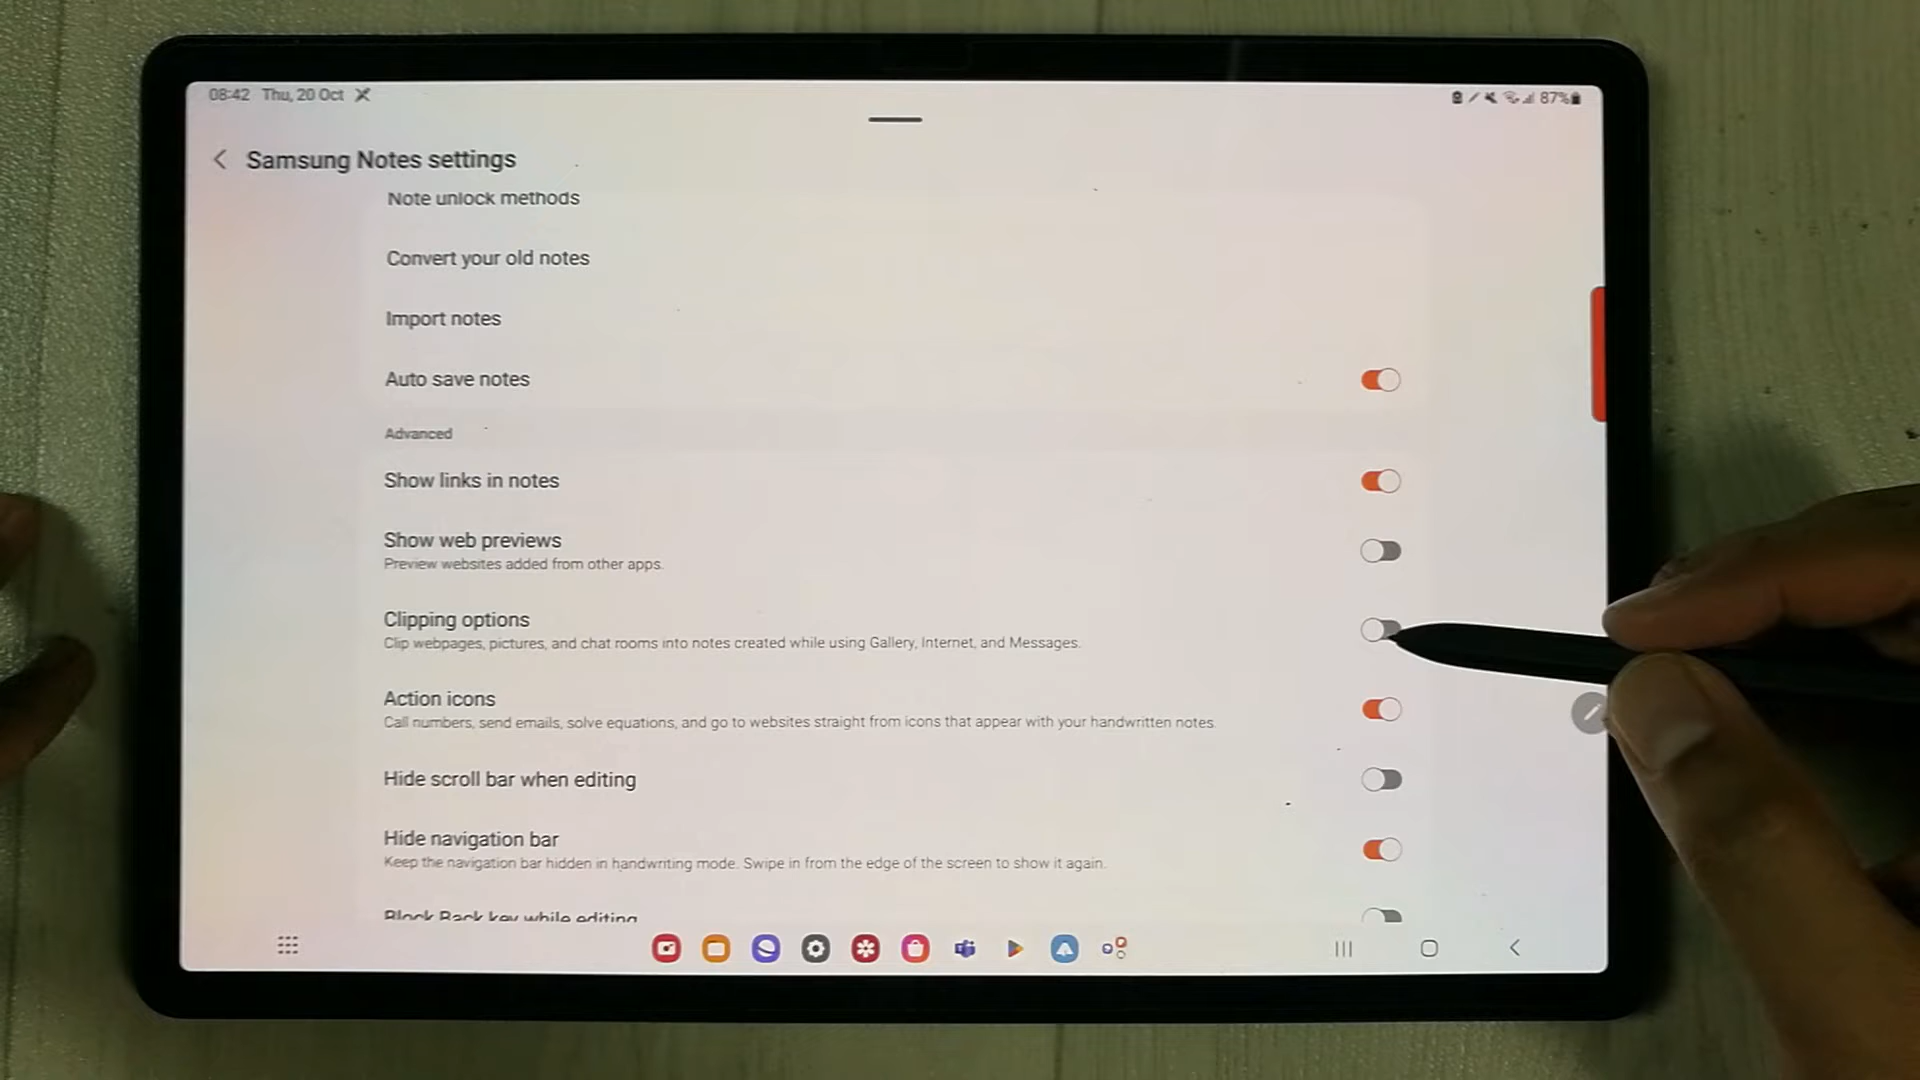 08:42 Thu, 20 Oct
87%
Samsung Notes settings
Note unlock methods
Convert your old notes
Import notes
Auto save notes
Advanced
Show links in notes
Show web previews
Preview websites added from other apps.
Clipping options
Clip webpages, pictures, and chat rooms into notes created while using Gallery, Internet, and Messages.
Action icons
Call numbers, send emails, solve equations, and go to websites straight from icons that appear with your handwritten notes.
Hide scroll bar when editing
Hide navigation bar
Keep the navigation bar hidden in handwriting mode. Swipe in from the edge of the screen to show it again.
Block Back key while editing